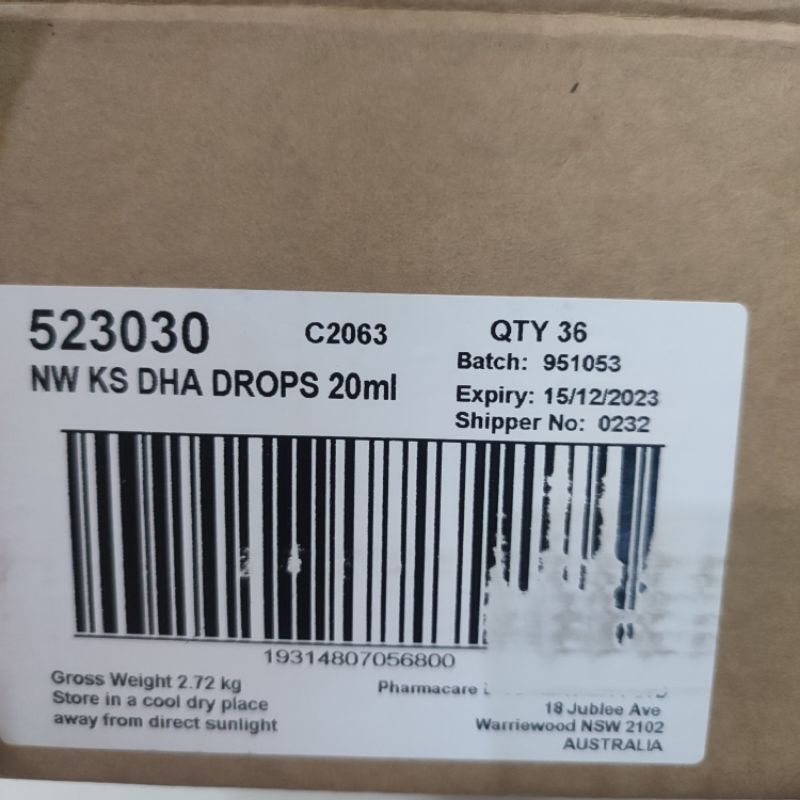 523030 C2063 QTY 36
NW KS DHA DROPS 20ml Batch: 951053
Expiry: 15/12/2023
Shipper No: 0232
19314807056800
Gross Weight 2.72 kg
Store in a cool dry place
away from direct sunlight
Pharmacare
18 Jublee Ave
Warriewood NSW 2102
AUSTRALIA